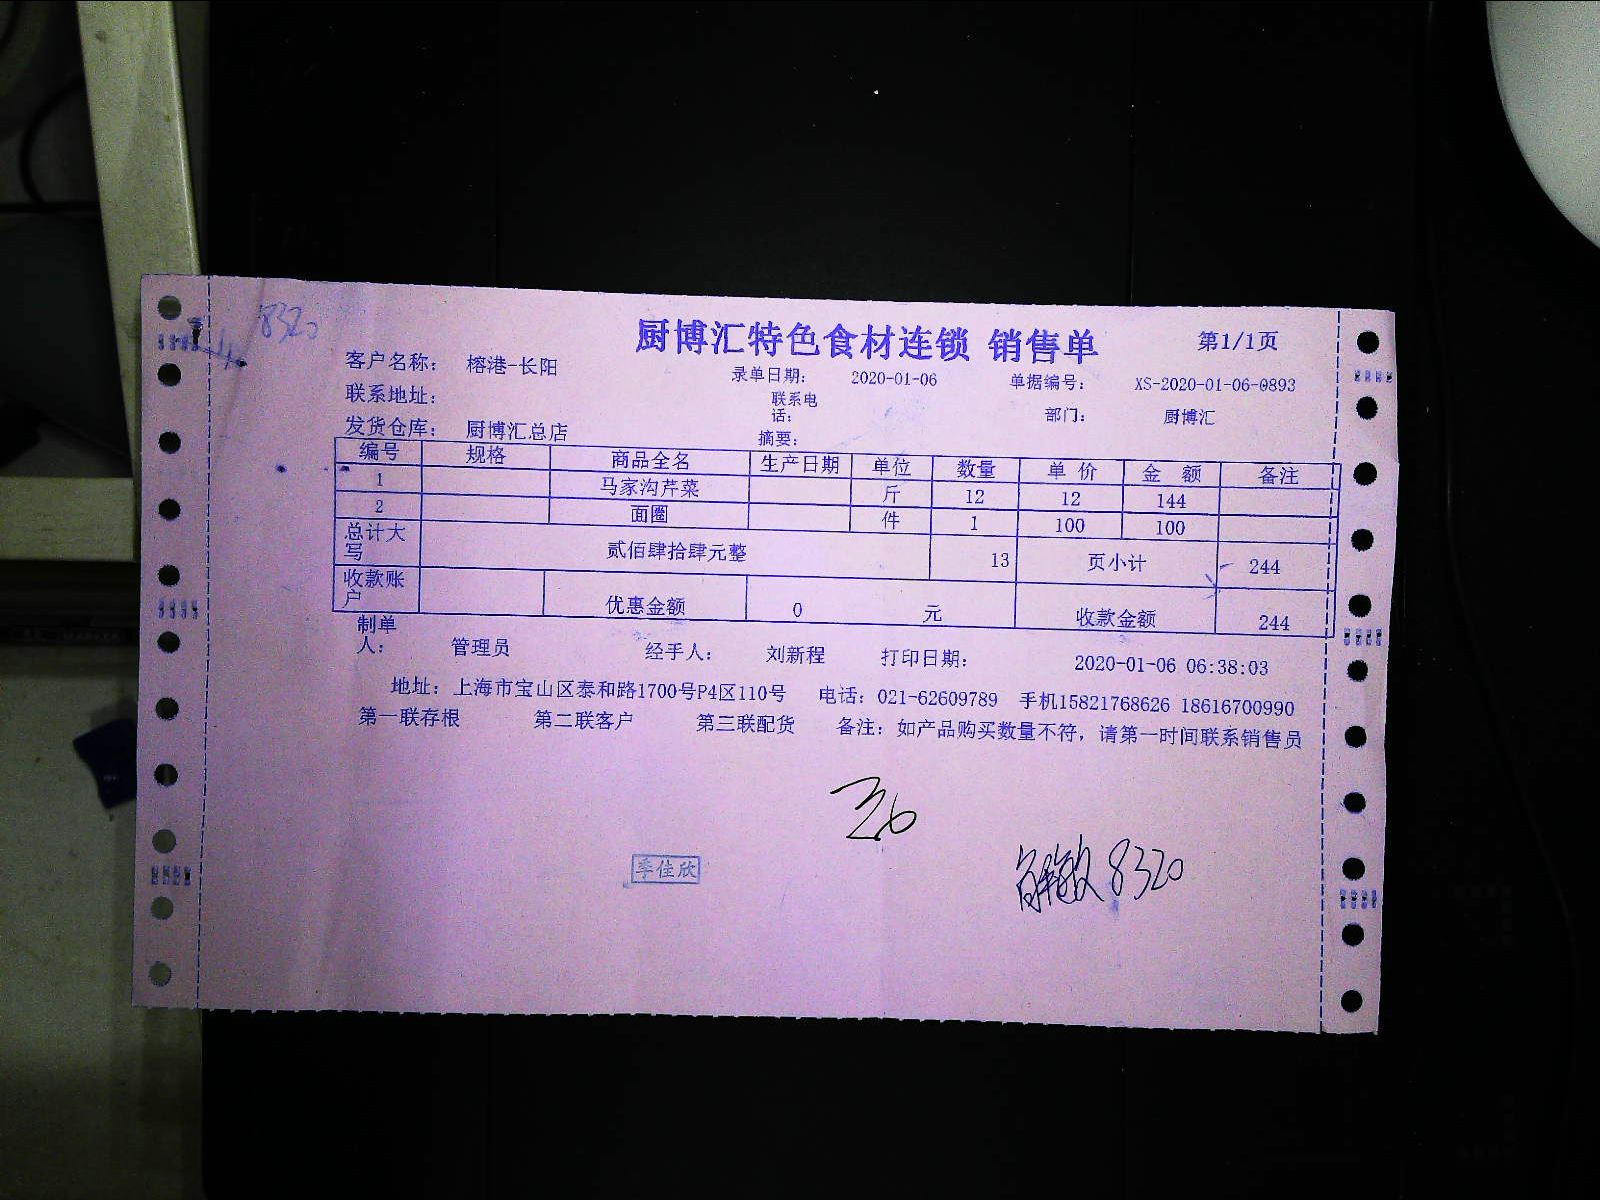 8320
厨博汇特色食材连锁 销售单 第1/1页
客户名称： 榕港-长阳 录单日期： 2020-01-06 单据编号： XS-2020-01-06-0893
联系地址： 联系电话： 部门： 厨博汇
发货仓库： 厨博汇总店 摘要：
编号 规格 商品全名 生产日期 单位 数量 单 价 金 额 备注
1 马家沟芹菜 斤 12 12 144
2 面圈 件 1 100 100
总计大写 贰佰肆拾肆元整 13 页小计 244
收款账户 优惠金额 0 元 收款金额 244
制单人： 管理员 经手人： 刘新程 打印日期： 2020-01-06 06:38:03
地址：上海市宝山区泰和路1700号P4区110号 电话：021-62609789 手机15821768626 18616700990
第一联存根 第二联客户 第三联配货 备注：如产品购买数量不符，请第一时间联系销售员
季佳欣
8320